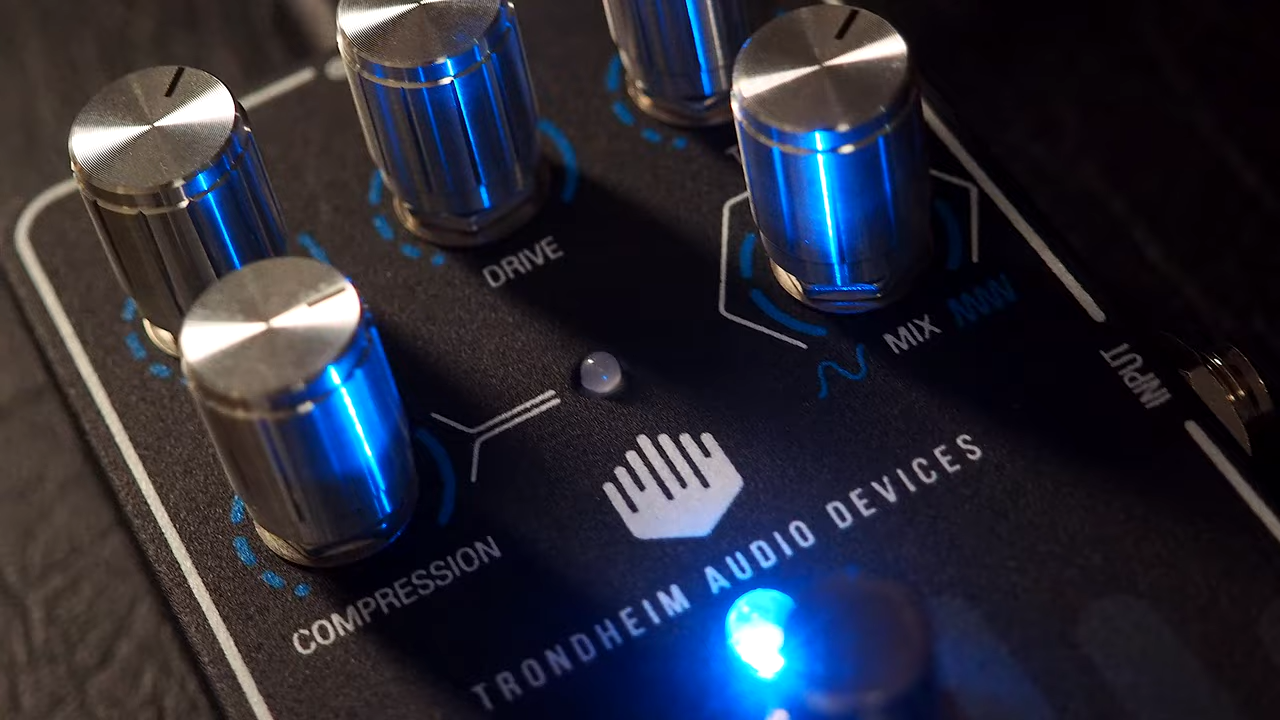 DRIVE
MIX
INPUT
COMPRESSION
TRONDHEIM AUDIO DEVICES